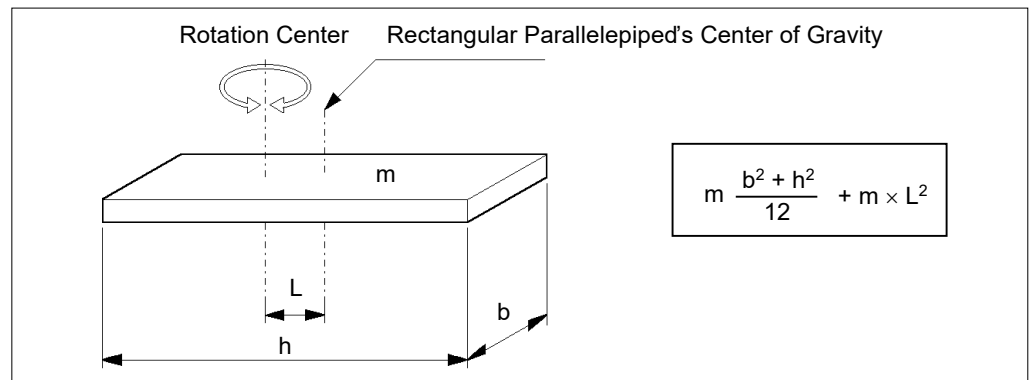 Rotation Center Rectangular Parallelepiped's Center of Gravity
m
m b² + h² / 12 + m × L²
L
b
h